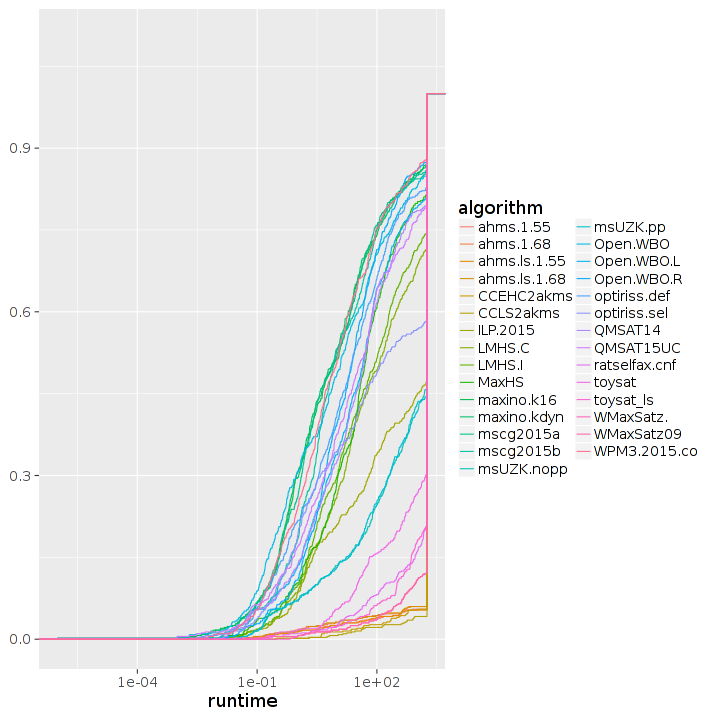 0.9
0.6
0.3
0.0
1e-04
1e-01
1e+02
runtime
algorithm
ahms.1.55
ahms.1.68
ahms.ls.1.55
ahms.ls.1.68
CCEHC2akms
CCLS2akms
ILP.2015
LMHS.C
LMHS.I
MaxHS
maxino.k16
maxino.kdyn
mscg2015a
mscg2015b
msUZK.nopp
msUZK.pp
Open.WBO
Open.WBO.L
Open.WBO.R
optiriss.def
optiriss.sel
QMSAT14
QMSAT15UC
ratselfax.cnf
toysat
toysat_ls
WMaxSatz.
WMaxSatz09
WPM3.2015.co